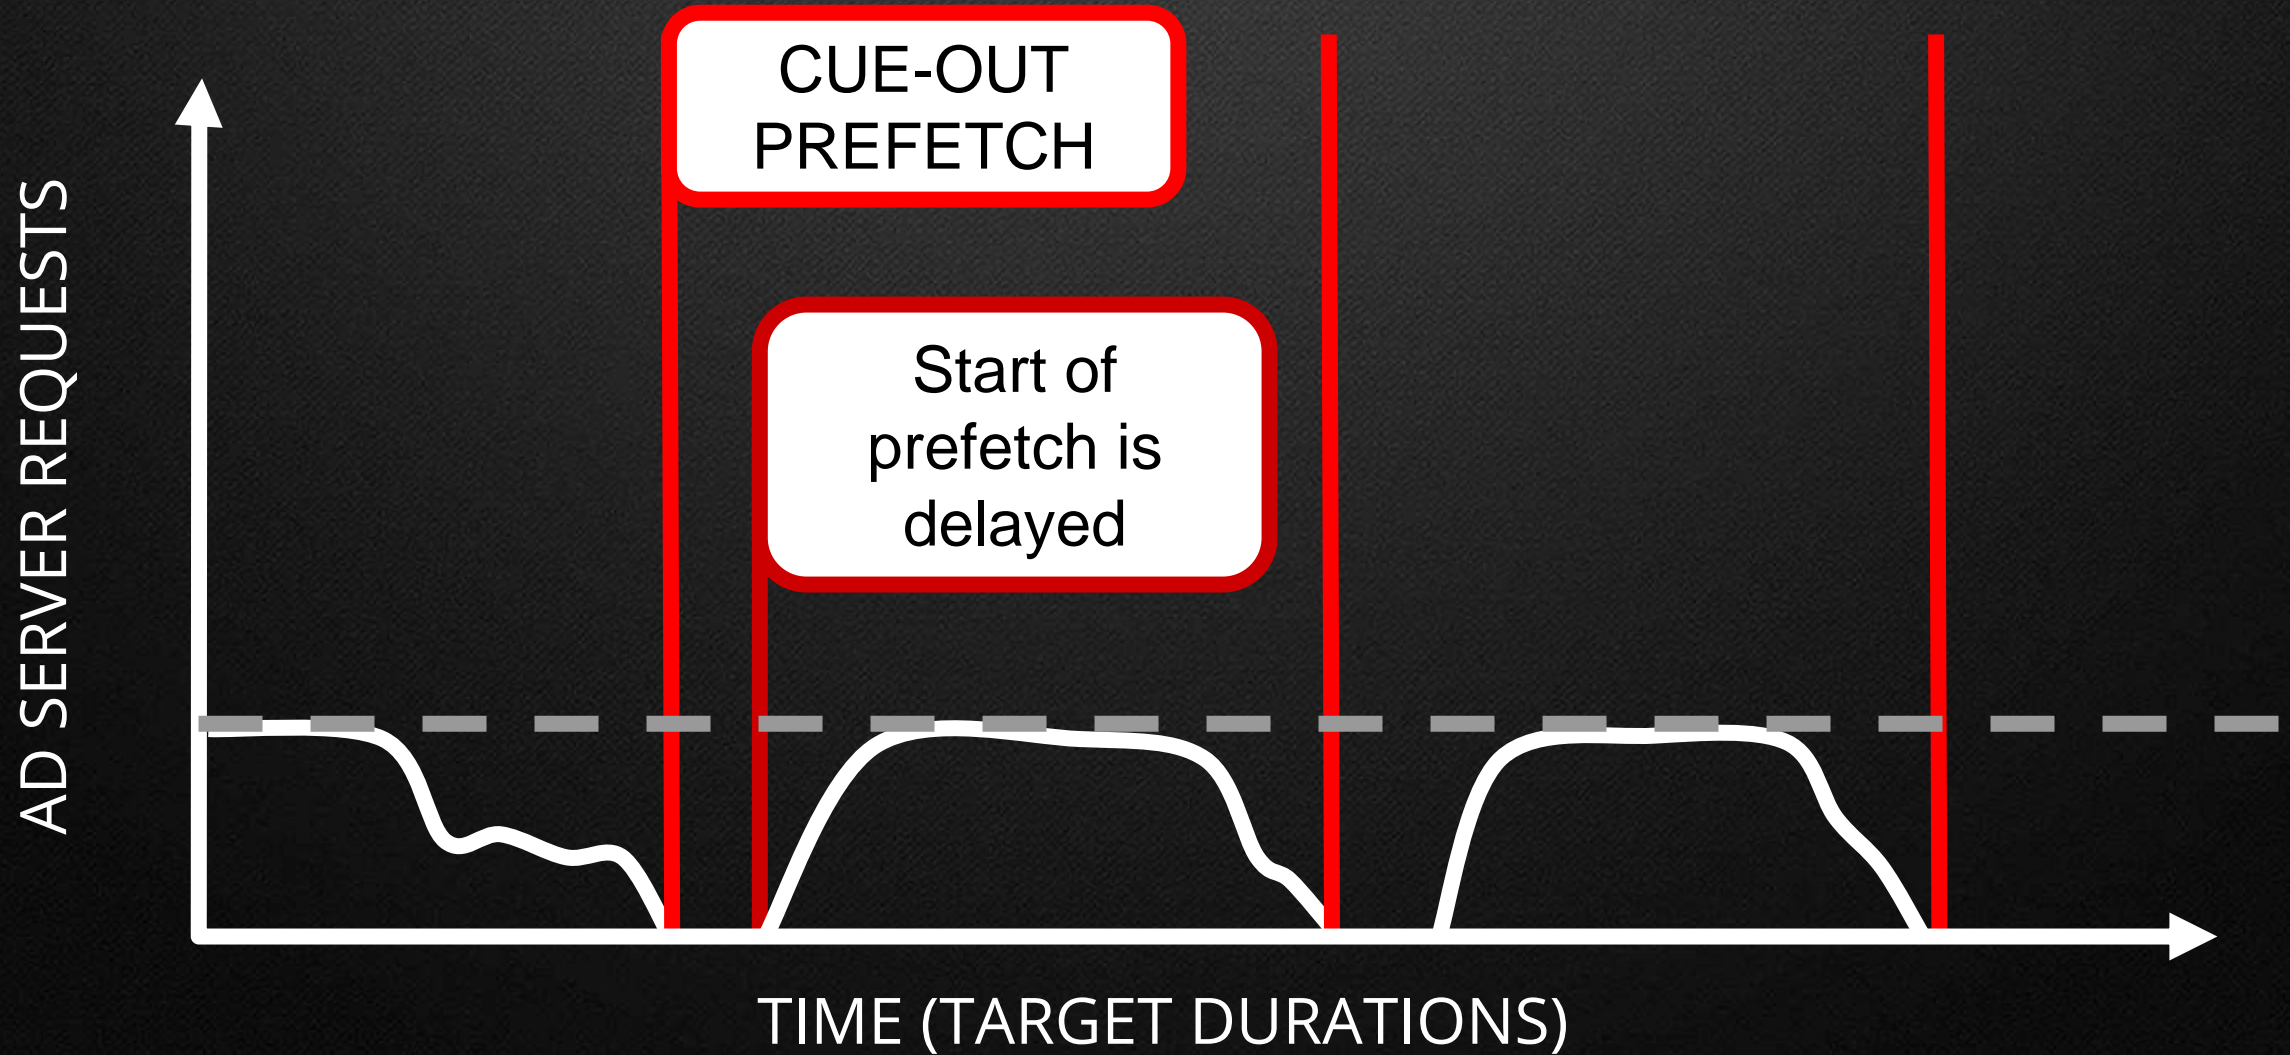 CUE-OUT
PREFETCH
Start of
prefetch is
delayed
AD SERVER REQUESTS
TIME (TARGET DURATIONS)